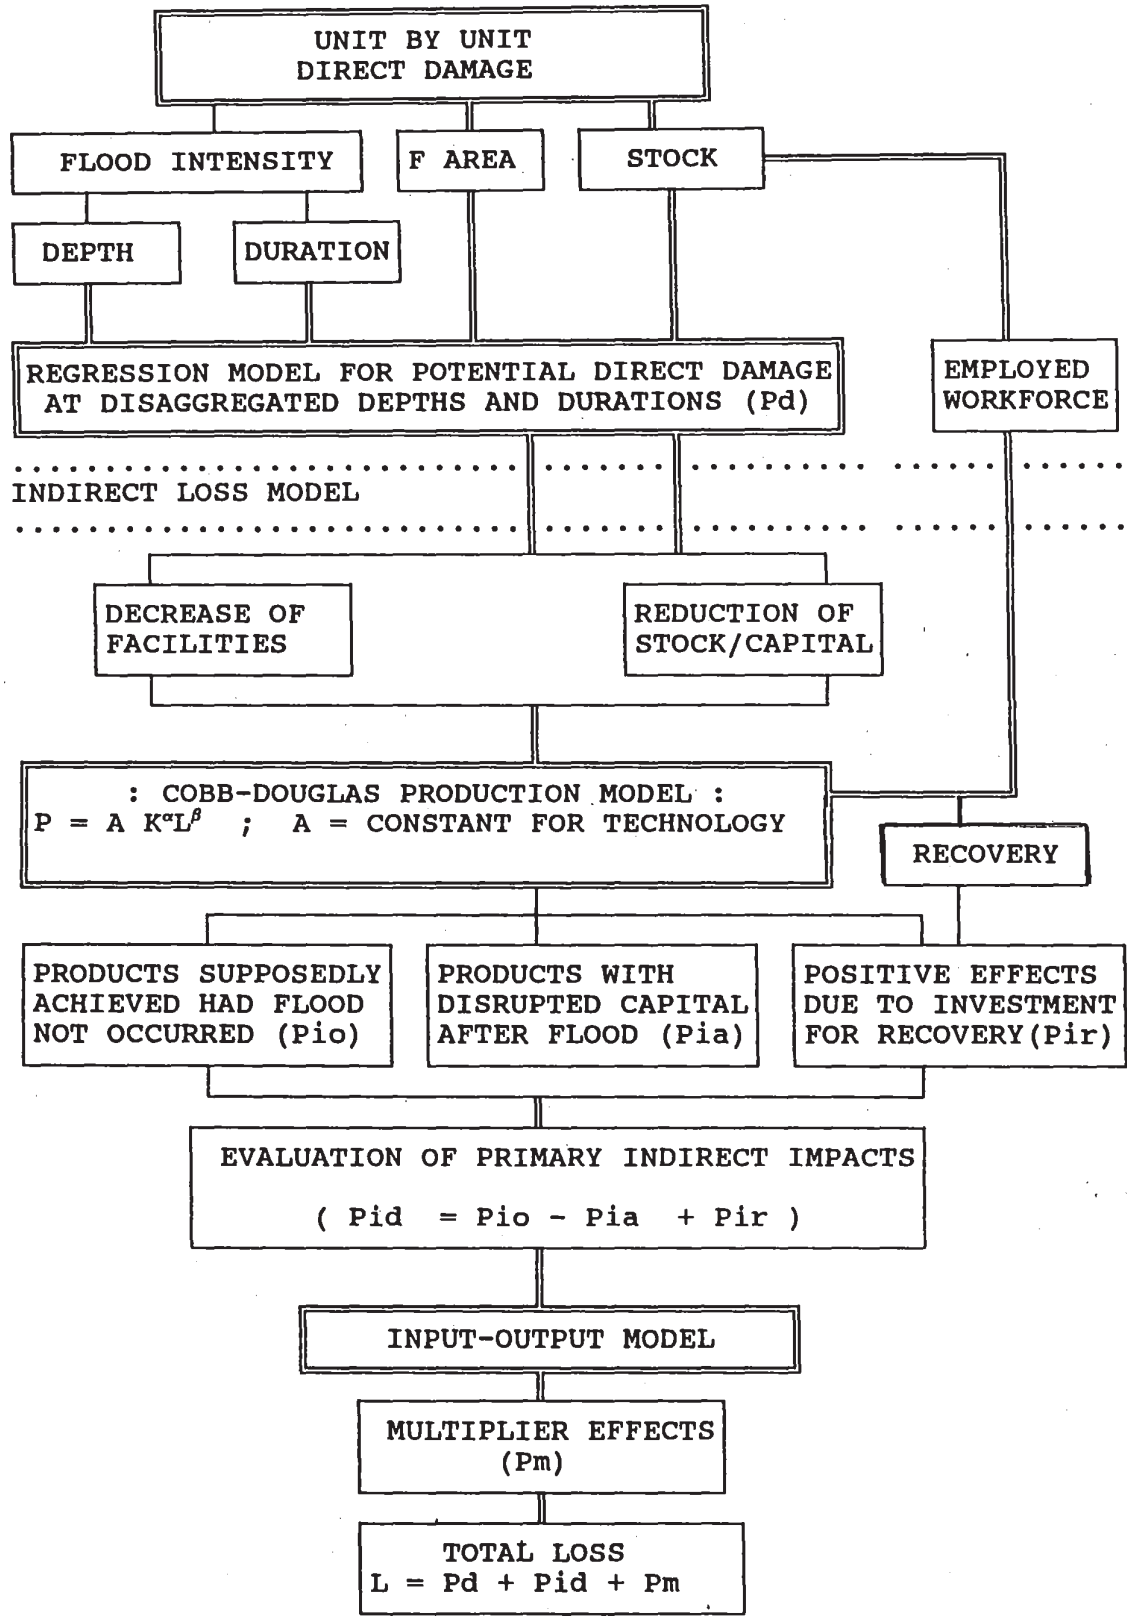 UNIT BY UNIT
DIRECT DAMAGE
FLOOD INTENSITY
F AREA
STOCK
DEPTH
DURATION
REGRESSION MODEL FOR POTENTIAL DIRECT DAMAGE
AT DISAGGREGATED DEPTHS AND DURATIONS (Pd)
EMPLOYED
WORKFORCE
INDIRECT LOSS MODEL
DECREASE OF
FACILITIES
REDUCTION OF
STOCK/CAPITAL
: COBB-DOUGLAS PRODUCTION MODEL :
P = A K^αL^β ; A = CONSTANT FOR TECHNOLOGY
RECOVERY
PRODUCTS SUPPOSEDLY
ACHIEVED HAD FLOOD
NOT OCCURRED (Pio)
PRODUCTS WITH
DISRUPTED CAPITAL
AFTER FLOOD (Pia)
POSITIVE EFFECTS
DUE TO INVESTMENT
FOR RECOVERY(Pir)
EVALUATION OF PRIMARY INDIRECT IMPACTS
( Pid = Pio - Pia + Pir )
INPUT-OUTPUT MODEL
MULTIPLIER EFFECTS
(Pm)
TOTAL LOSS
L = Pd + Pid + Pm